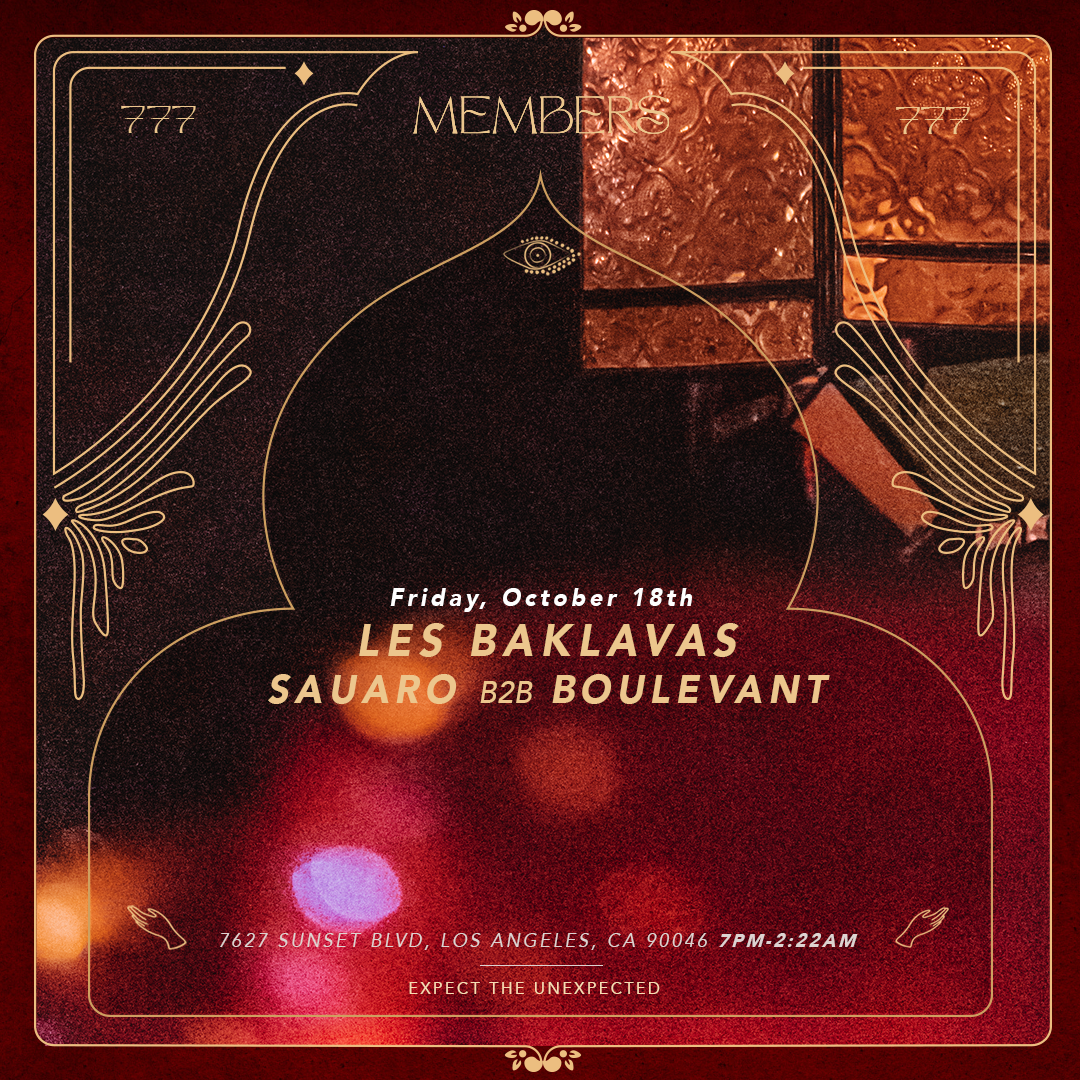 777 MEMBERS 777
Friday, October 18th
LES BAKLAVAS
SAUARO B2B BOULEVANT
7627 SUNSET BLVD, LOS ANGELES, CA 90046 7PM-2:22AM
EXPECT THE UNEXPECTED